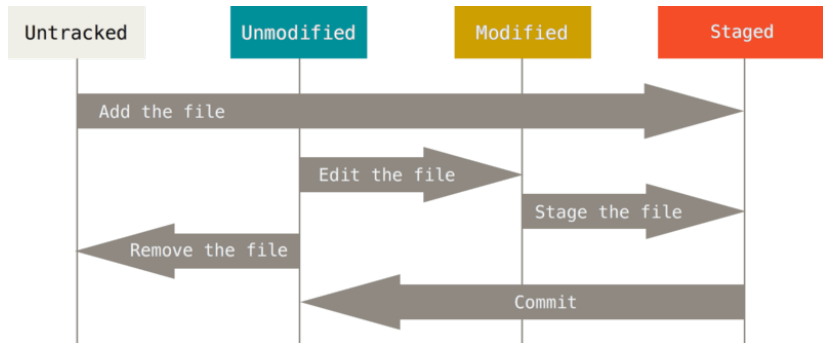 Untracked
Unmodified
Modified
Staged
Add the file
Edit the file
Stage the file
Remove the file
Commit